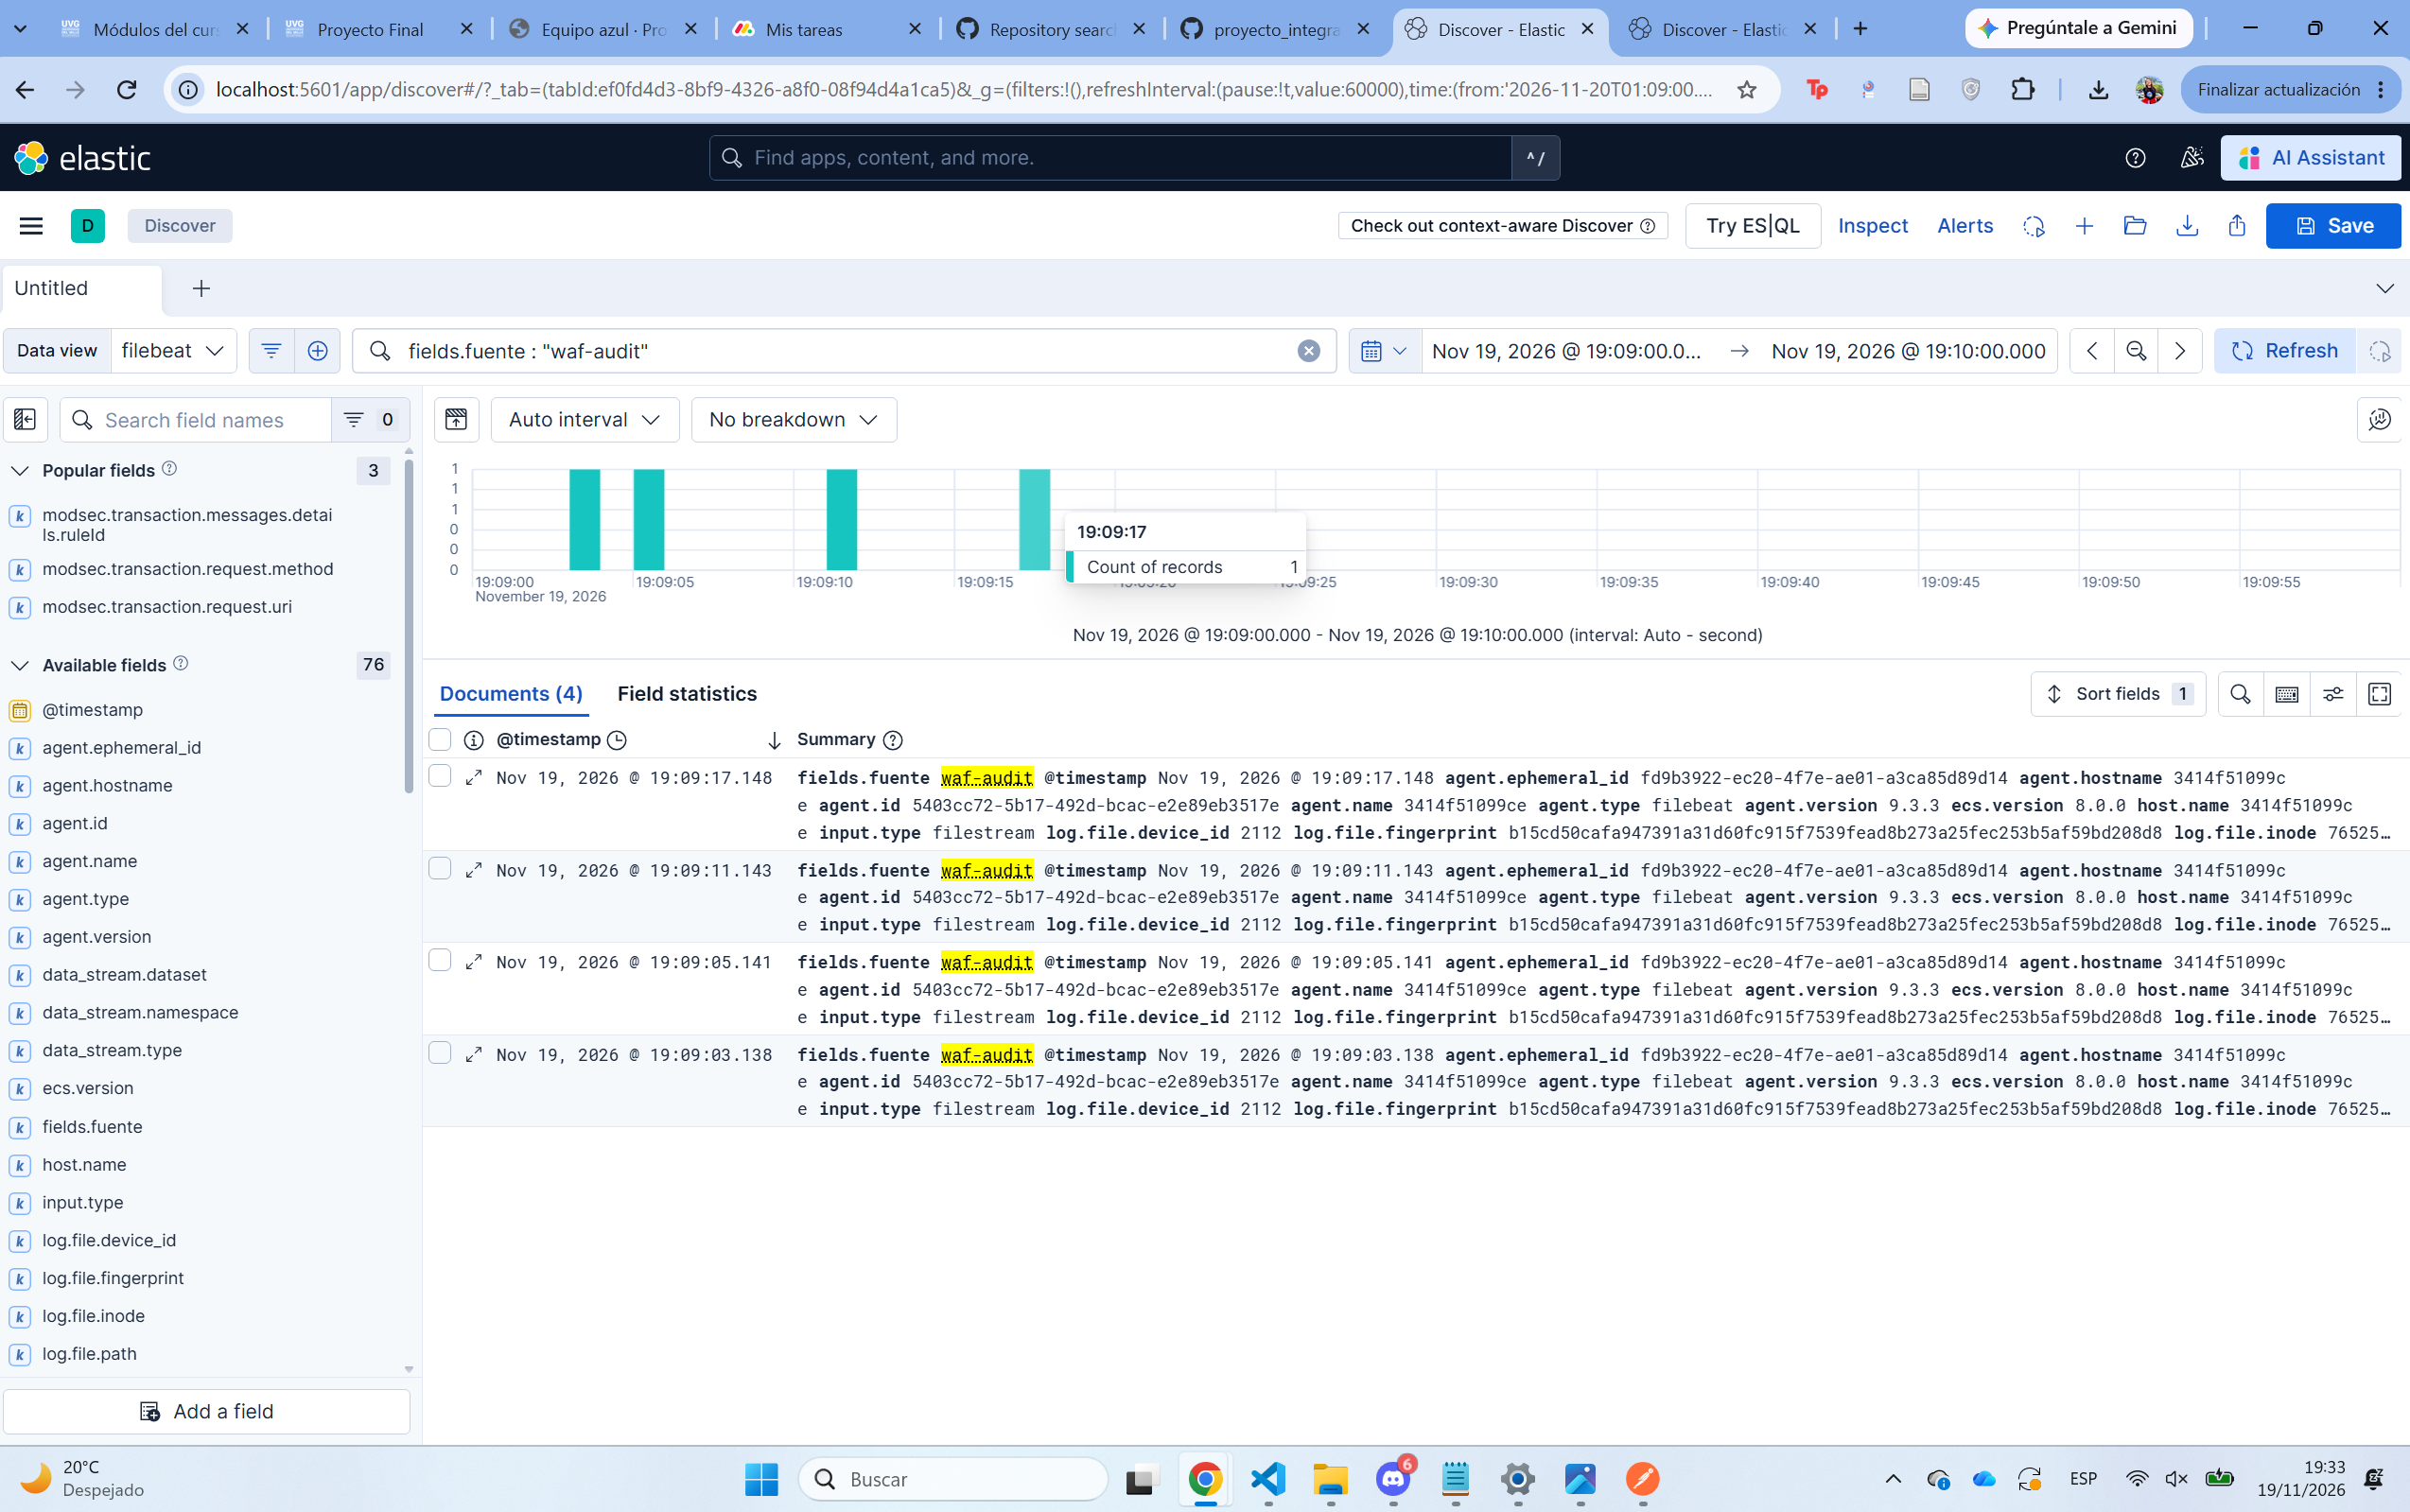 Módulos del cur
Proyecto Final
Equipo azul · Pro
Mis tareas
Repository searc
proyecto_integra
Discover - Elastic
Discover - Elastic
Pregúntale a Gemini
localhost:5601/app/discover#/?_tab=(tabId:ef0fd4d3-8bf9-4326-a8f0-08f94d4a1ca5)&_g=(filters:!(),refreshInterval:(pause:!t,value:60000),time:(from:'2026-11-20T01:09:00....
Finalizar actualización
elastic
Find apps, content, and more.
^ /
AI Assistant
D
Discover
Check out context-aware Discover
Try ES|QL
Inspect
Alerts
Save
Untitled
Data view
filebeat
fields.fuente : "waf-audit"
Nov 19, 2026 @ 19:09:00.0... → Nov 19, 2026 @ 19:10:00.000
Refresh
Search field names
0
Auto interval
No breakdown
Popular fields
3
modsec.transaction.messages.detai
ls.ruleId
modsec.transaction.request.method
modsec.transaction.request.uri
Available fields
76
@timestamp
agent.ephemeral_id
agent.hostname
agent.id
agent.name
agent.type
agent.version
data_stream.dataset
data_stream.namespace
data_stream.type
ecs.version
fields.fuente
host.name
input.type
log.file.device_id
log.file.fingerprint
log.file.inode
log.file.path
Add a field
1
1
1
0
0
0
19:09:00
November 19, 2026
19:09:05
19:09:10
19:09:15
19:09:20
19:09:25
19:09:30
19:09:35
19:09:40
19:09:45
19:09:50
19:09:55
19:09:17
Count of records 1
Nov 19, 2026 @ 19:09:00.000 - Nov 19, 2026 @ 19:10:00.000 (interval: Auto - second)
Documents (4)
Field statistics
Sort fields 1
@timestamp
Summary
Nov 19, 2026 @ 19:09:17.148 fields.fuente waf-audit @timestamp Nov 19, 2026 @ 19:09:17.148 agent.ephemeral_id fd9b3922-ec20-4f7e-ae01-a3ca85d89d14 agent.hostname 3414f51099c
e agent.id 5403cc72-5b17-492d-bcac-e2e89eb3517e agent.name 3414f51099ce agent.type filebeat agent.version 9.3.3 ecs.version 8.0.0 host.name 3414f51099c
e input.type filestream log.file.device_id 2112 log.file.fingerprint b15cd50cafa947391a31d60fc915f7539fead8b273a25fec253b5af59bd208d8 log.file.inode 76525…
Nov 19, 2026 @ 19:09:11.143 fields.fuente waf-audit @timestamp Nov 19, 2026 @ 19:09:11.143 agent.ephemeral_id fd9b3922-ec20-4f7e-ae01-a3ca85d89d14 agent.hostname 3414f51099c
e agent.id 5403cc72-5b17-492d-bcac-e2e89eb3517e agent.name 3414f51099ce agent.type filebeat agent.version 9.3.3 ecs.version 8.0.0 host.name 3414f51099c
e input.type filestream log.file.device_id 2112 log.file.fingerprint b15cd50cafa947391a31d60fc915f7539fead8b273a25fec253b5af59bd208d8 log.file.inode 76525…
Nov 19, 2026 @ 19:09:05.141 fields.fuente waf-audit @timestamp Nov 19, 2026 @ 19:09:05.141 agent.ephemeral_id fd9b3922-ec20-4f7e-ae01-a3ca85d89d14 agent.hostname 3414f51099c
e agent.id 5403cc72-5b17-492d-bcac-e2e89eb3517e agent.name 3414f51099ce agent.type filebeat agent.version 9.3.3 ecs.version 8.0.0 host.name 3414f51099c
e input.type filestream log.file.device_id 2112 log.file.fingerprint b15cd50cafa947391a31d60fc915f7539fead8b273a25fec253b5af59bd208d8 log.file.inode 76525…
Nov 19, 2026 @ 19:09:03.138 fields.fuente waf-audit @timestamp Nov 19, 2026 @ 19:09:03.138 agent.ephemeral_id fd9b3922-ec20-4f7e-ae01-a3ca85d89d14 agent.hostname 3414f51099c
e agent.id 5403cc72-5b17-492d-bcac-e2e89eb3517e agent.name 3414f51099ce agent.type filebeat agent.version 9.3.3 ecs.version 8.0.0 host.name 3414f51099c
e input.type filestream log.file.device_id 2112 log.file.fingerprint b15cd50cafa947391a31d60fc915f7539fead8b273a25fec253b5af59bd208d8 log.file.inode 76525…
20°C
Despejado
Buscar
6
ESP
19:33
19/11/2026